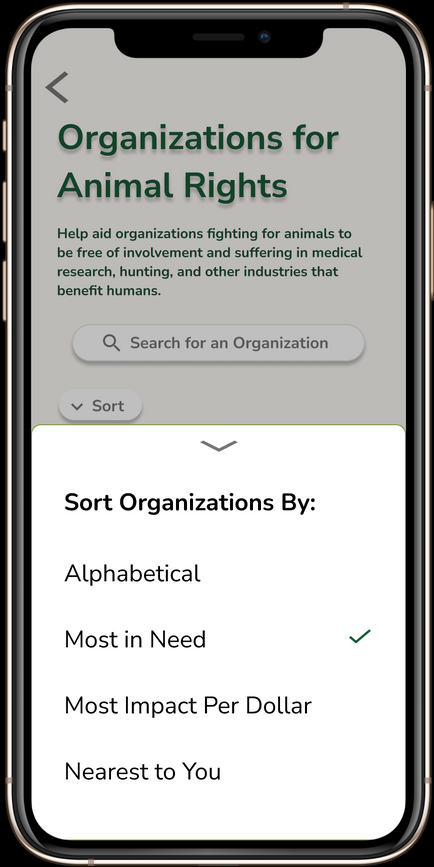 Organizations for
Animal Rights
Help aid organizations fighting for animals to
be free of involvement and suffering in medical
research, hunting, and other industries that
benefit humans.
Search for an Organization
Sort
Sort Organizations By:
Alphabetical
Most in Need
Most Impact Per Dollar
Nearest to You